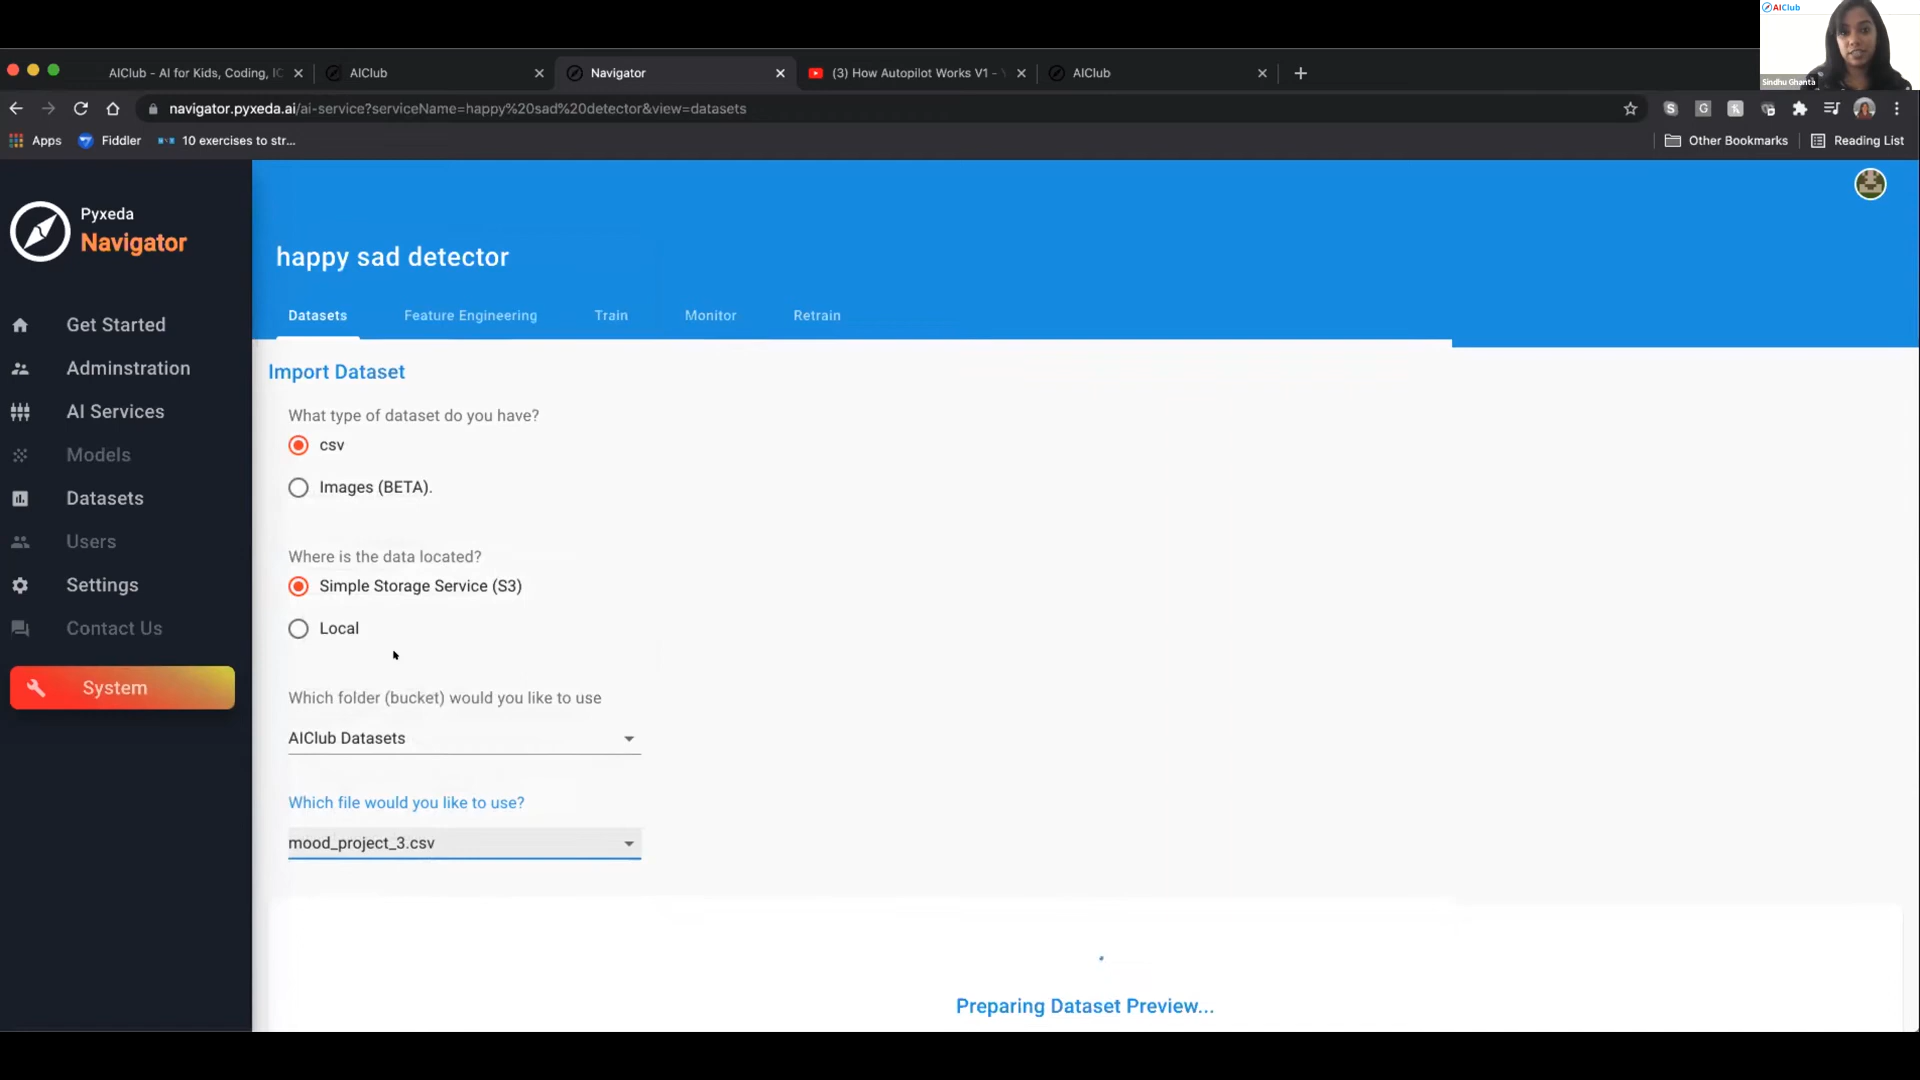 AIClub
Sindhu Ghanta
AIClub - AI for Kids, Coding, IC
AIClub
Navigator
(3) How Autopilot Works V1 -
AIClub
navigator.pyxeda.ai/ai-service?serviceName=happy%20sad%20detector&view=datasets
Apps
Fiddler
10 exercises to str...
Other Bookmarks
Reading List
Pyxeda
Navigator
Get Started
Adminstration
AI Services
Models
Datasets
Users
Settings
Contact Us
System
happy sad detector
Datasets
Feature Engineering
Train
Monitor
Retrain
Import Dataset
What type of dataset do you have?
csv
Images (BETA).
Where is the data located?
Simple Storage Service (S3)
Local
Which folder (bucket) would you like to use
AIClub Datasets
Which file would you like to use?
mood_project_3.csv
Preparing Dataset Preview...